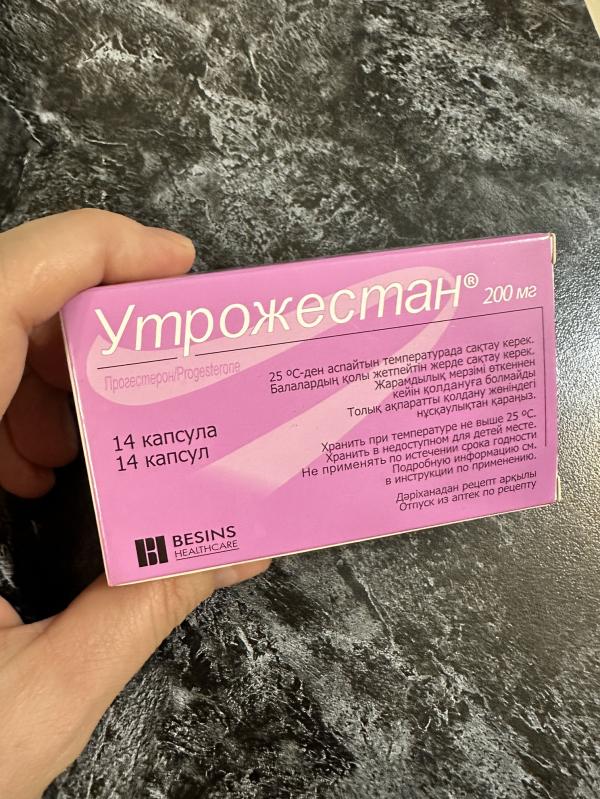 Утрожестан® 200 мг
Прогестерон/Progesterone
25 ºС-ден аспайтын температурада сақтау керек.
Балалардың қолы жетпейтін жерде сақтау керек.
Жарамдылық мерзімі өткеннен
кейін қолдануға болмайды
Толық ақпаратты қолдану жөніндегі
нұсқаулықтан қараңыз.
14 капсула
14 капсул
Хранить при температуре не выше 25 ºС.
Хранить в недоступном для детей месте.
Не применять по истечении срока годности
Подробную информацию см.
в инструкции по применению.
Дәріханадан рецепт арқылы
Отпуск из аптек по рецепту
BESINS
HEALTHCARE